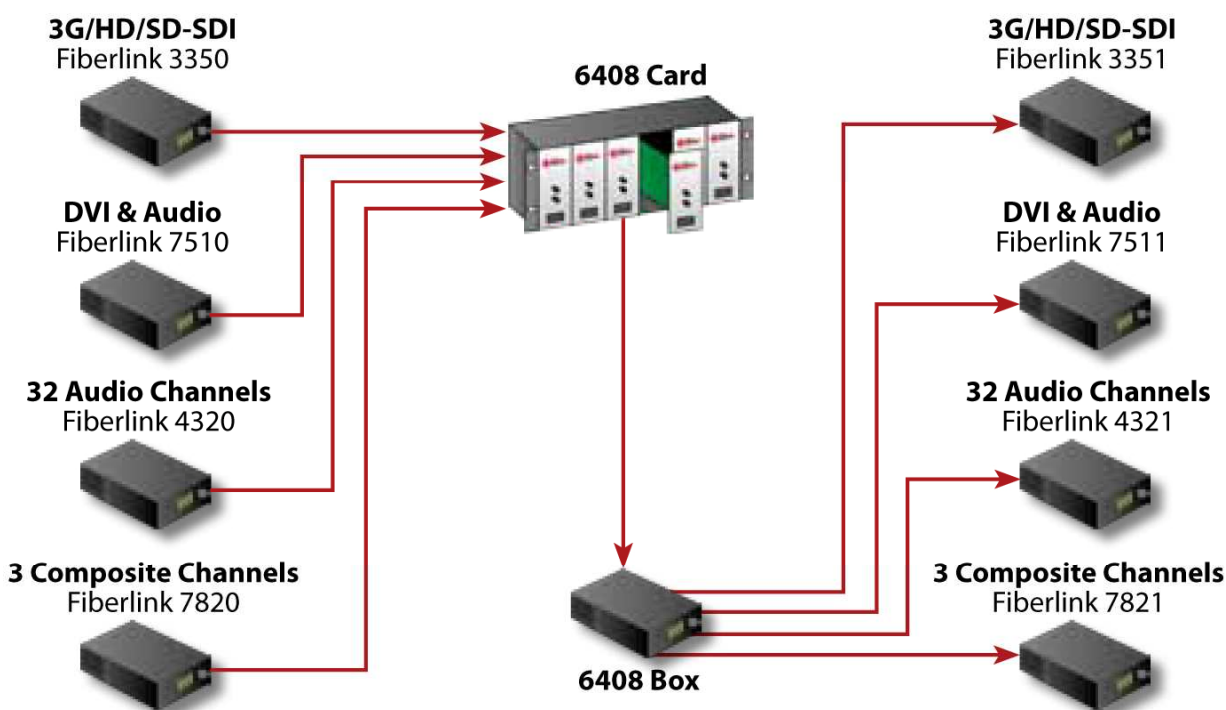 3G/HD/SD-SDI
Fiberlink 3350
DVI & Audio
Fiberlink 7510
32 Audio Channels
Fiberlink 4320
3 Composite Channels
Fiberlink 7820
6408 Card
6408 Box
3G/HD/SD-SDI
Fiberlink 3351
DVI & Audio
Fiberlink 7511
32 Audio Channels
Fiberlink 4321
3 Composite Channels
Fiberlink 7821